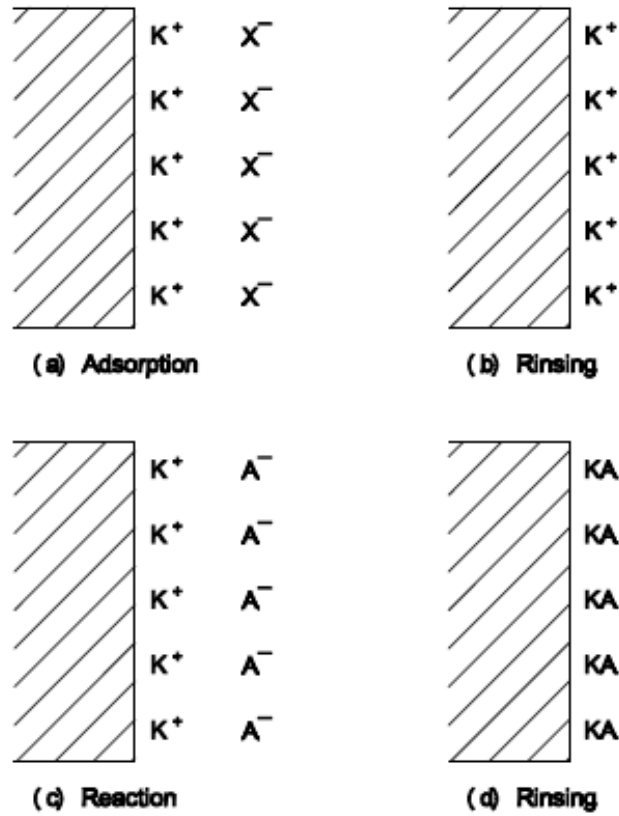 K⁺ X⁻ K⁺
K⁺ X⁻ K⁺
K⁺ X⁻ K⁺
K⁺ X⁻ K⁺
K⁺ X⁻ K⁺
(a) Adsorption (b) Rinsing
K⁺ A⁻ KA
K⁺ A⁻ KA
K⁺ A⁻ KA
K⁺ A⁻ KA
K⁺ A⁻ KA
(c) Reaction (d) Rinsing